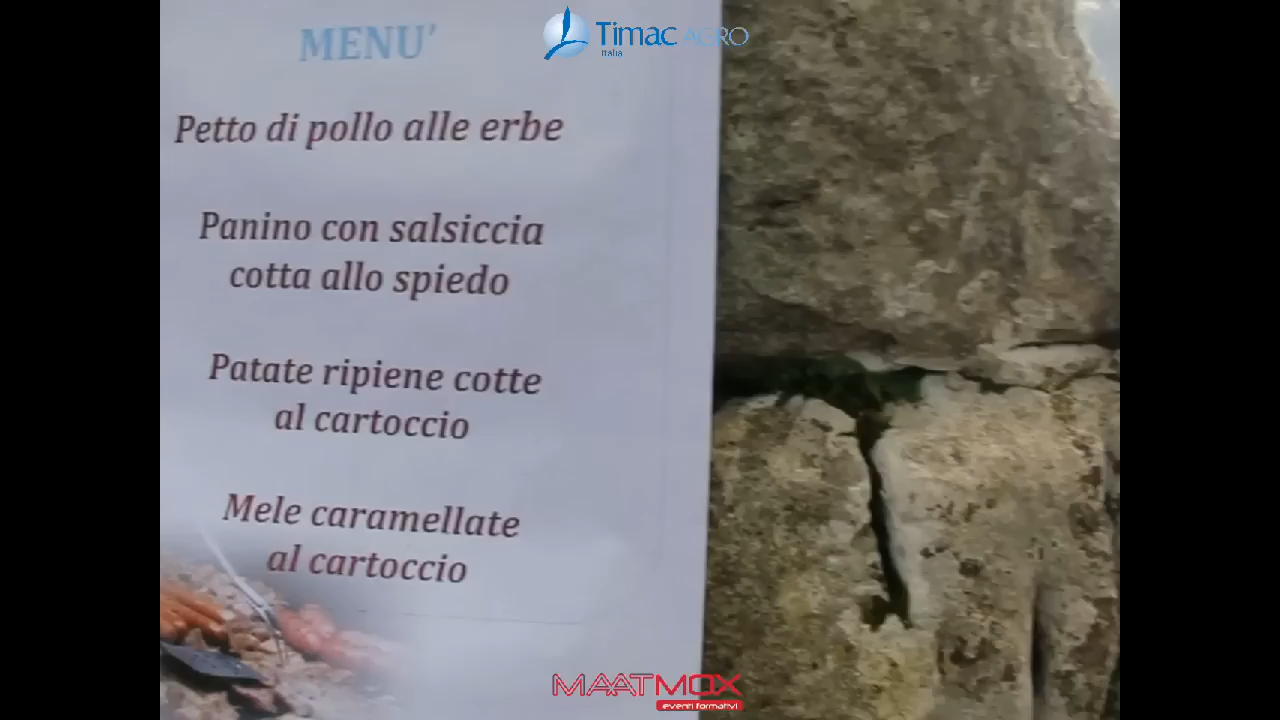 MENU'
Timac AGRO
Italia
Petto di pollo alle erbe
Panino con salsiccia
cotta allo spiedo
Patate ripiene cotte
al cartoccio
Mele caramellate
al cartoccio
MAATMOX
eventi formativi